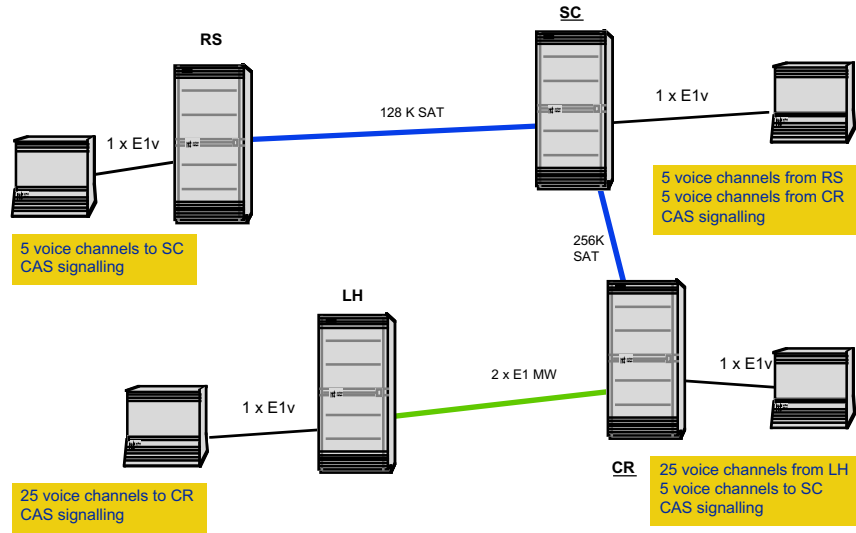 SC
RS
128 K SAT
1 x E1v
1 x E1v
5 voice channels from RS
5 voice channels from CR
CAS signalling
5 voice channels to SC
CAS signalling
256K
SAT
LH
2 x E1 MW
1 x E1v
1 x E1v
CR
25 voice channels from LH
5 voice channels to SC
CAS signalling
25 voice channels to CR
CAS signalling